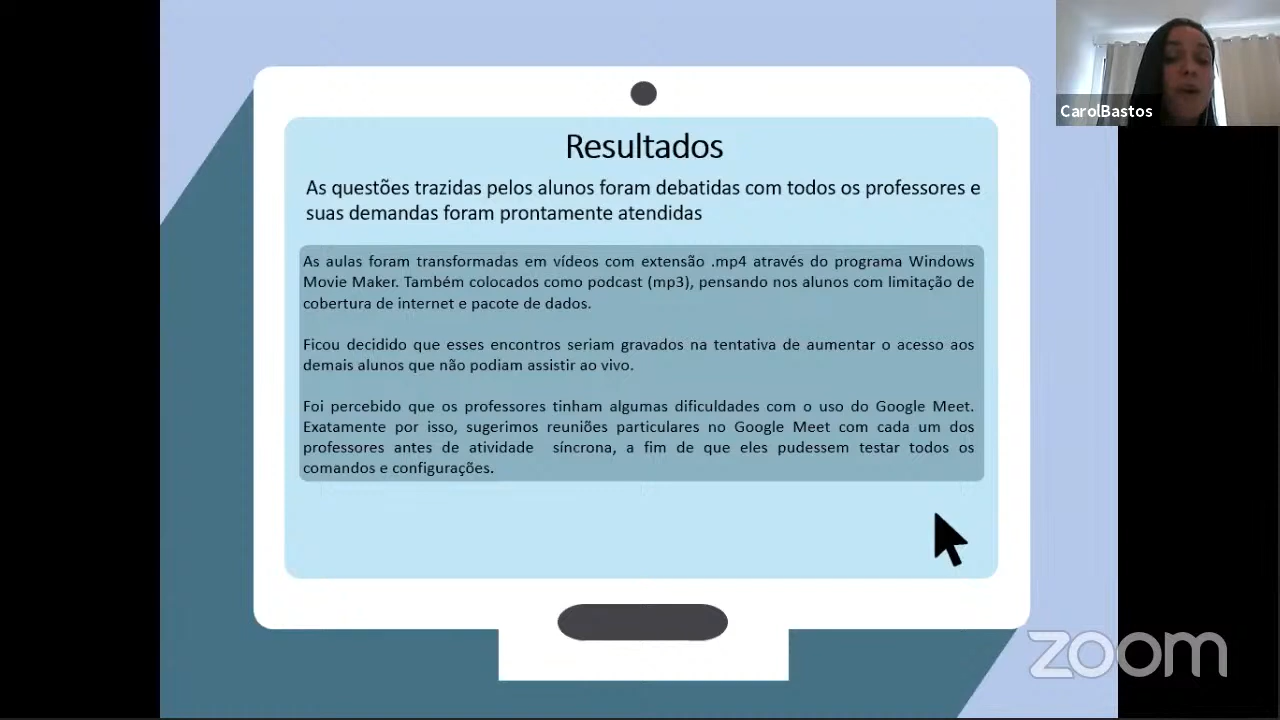 CarolBastos
Resultados
As questões trazidas pelos alunos foram debatidas com todos os professores e
suas demandas foram prontamente atendidas
As aulas foram transformadas em vídeos com extensão .mp4 através do programa Windows
Movie Maker. Também colocados como podcast (mp3), pensando nos alunos com limitação de
cobertura de internet e pacote de dados.
Ficou decidido que esses encontros seriam gravados na tentativa de aumentar o acesso aos
demais alunos que não podiam assistir ao vivo.
Foi percebido que os professores tinham algumas dificuldades com o uso do Google Meet.
Exatamente por isso, sugerimos reuniões particulares no Google Meet com cada um dos
professores antes de atividade síncrona, a fim de que eles pudessem testar todos os
comandos e configurações.
zoom